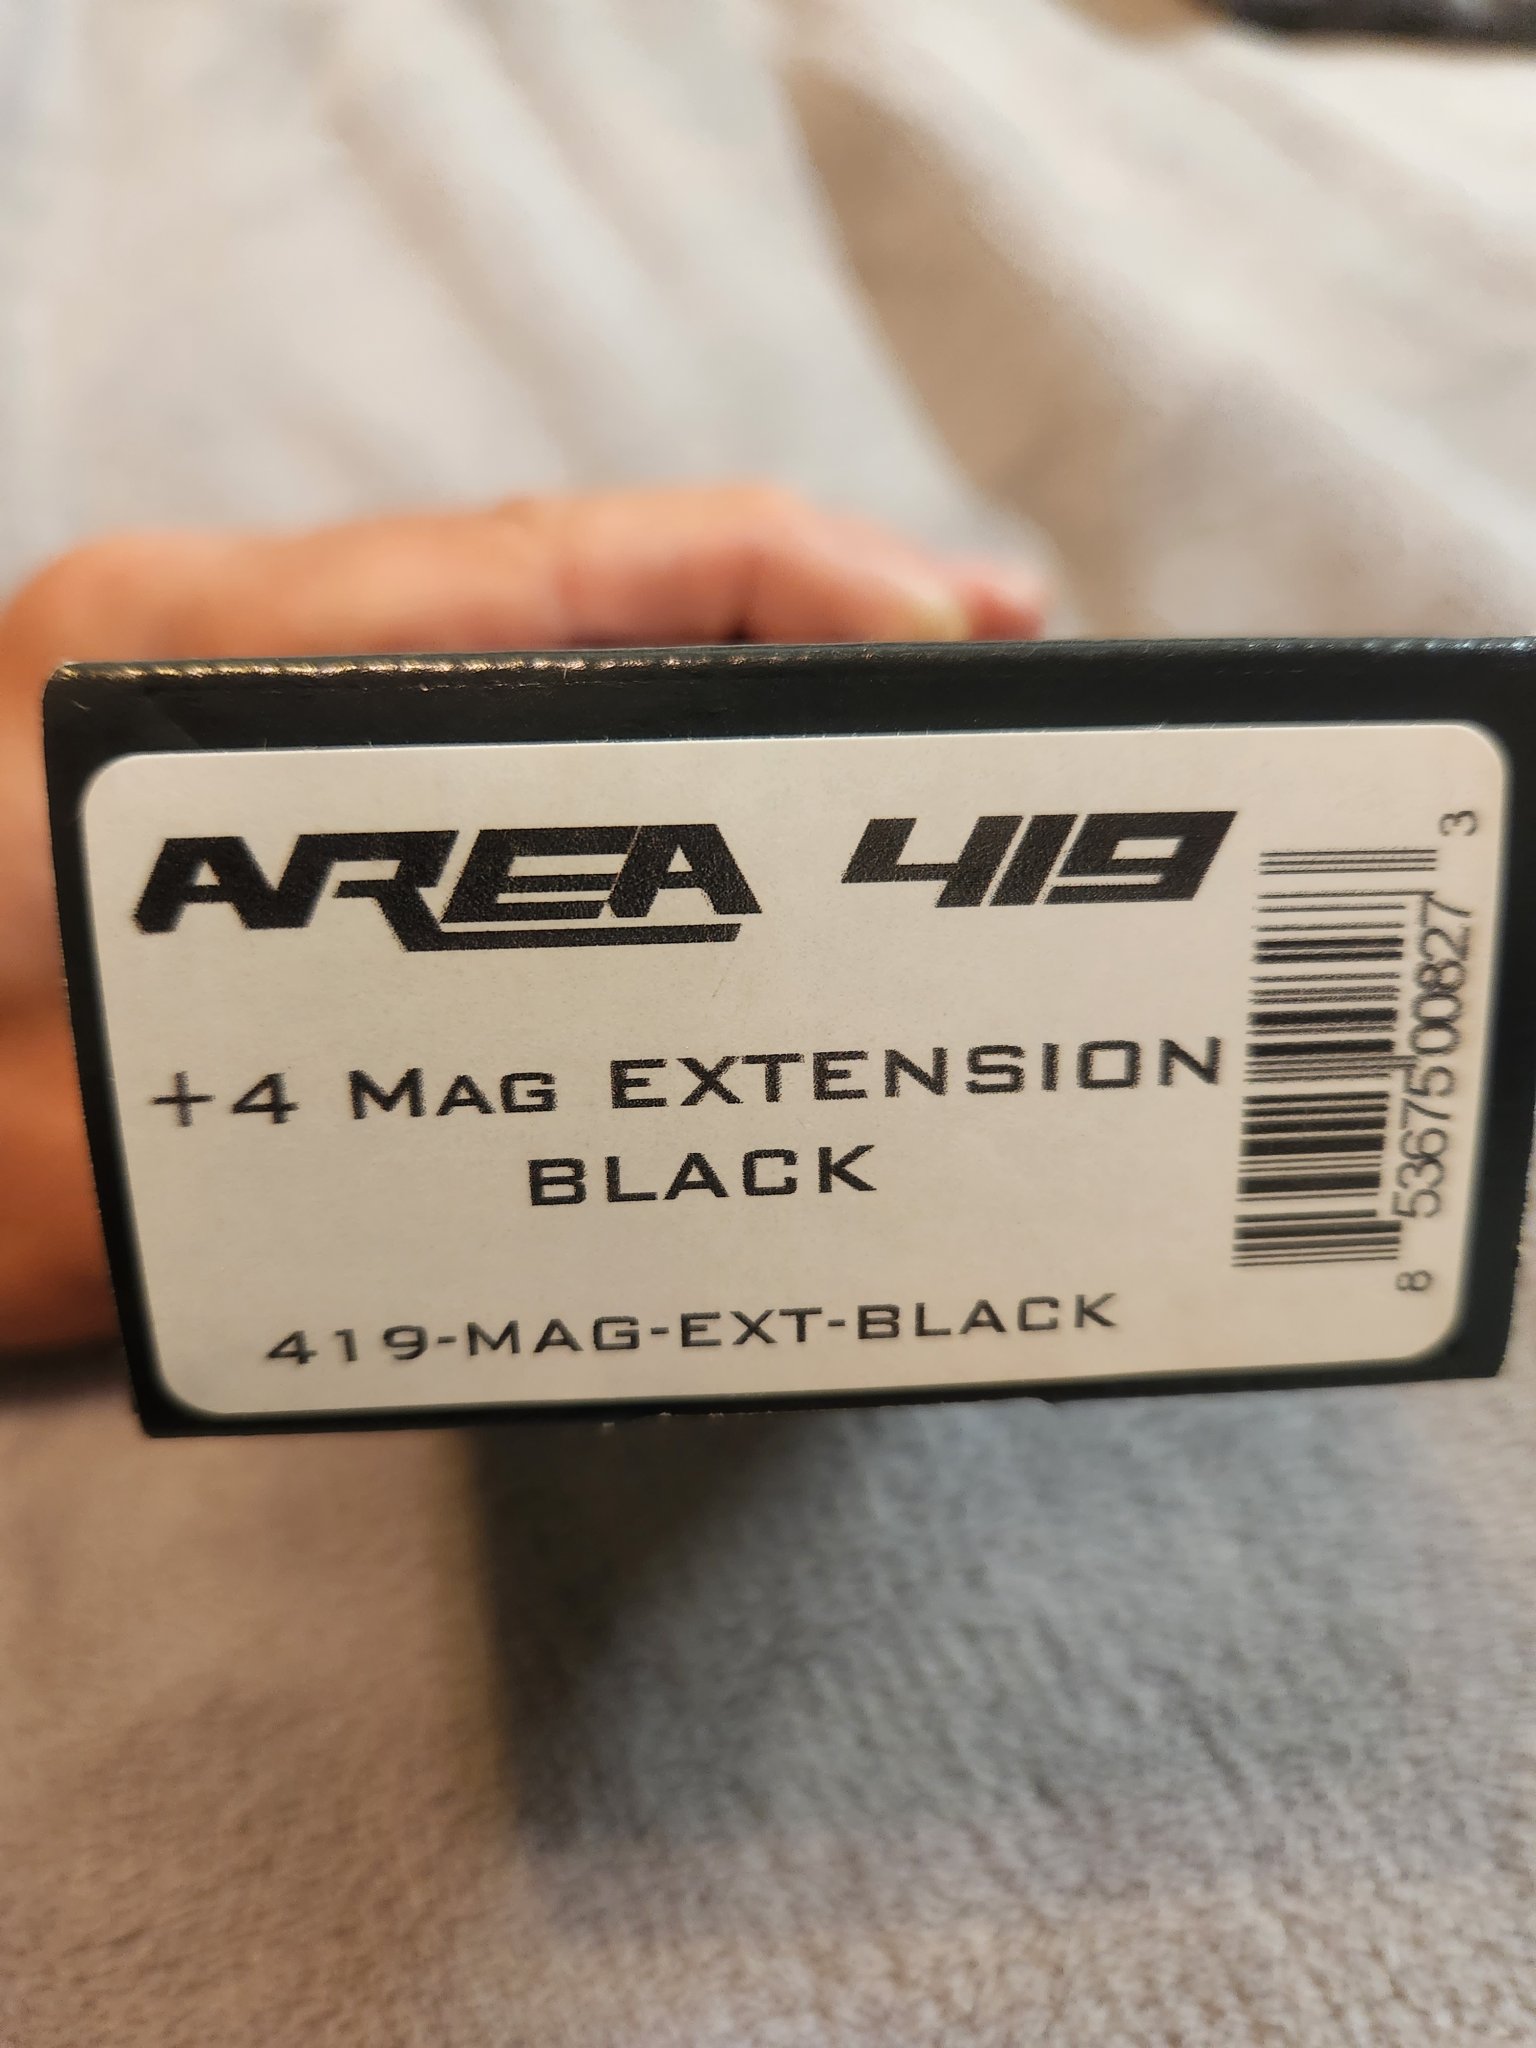 AREA 419
+4 MAG EXTENSION
BLACK
419-MAG-EXT-BLACK
8 53675 00827 3